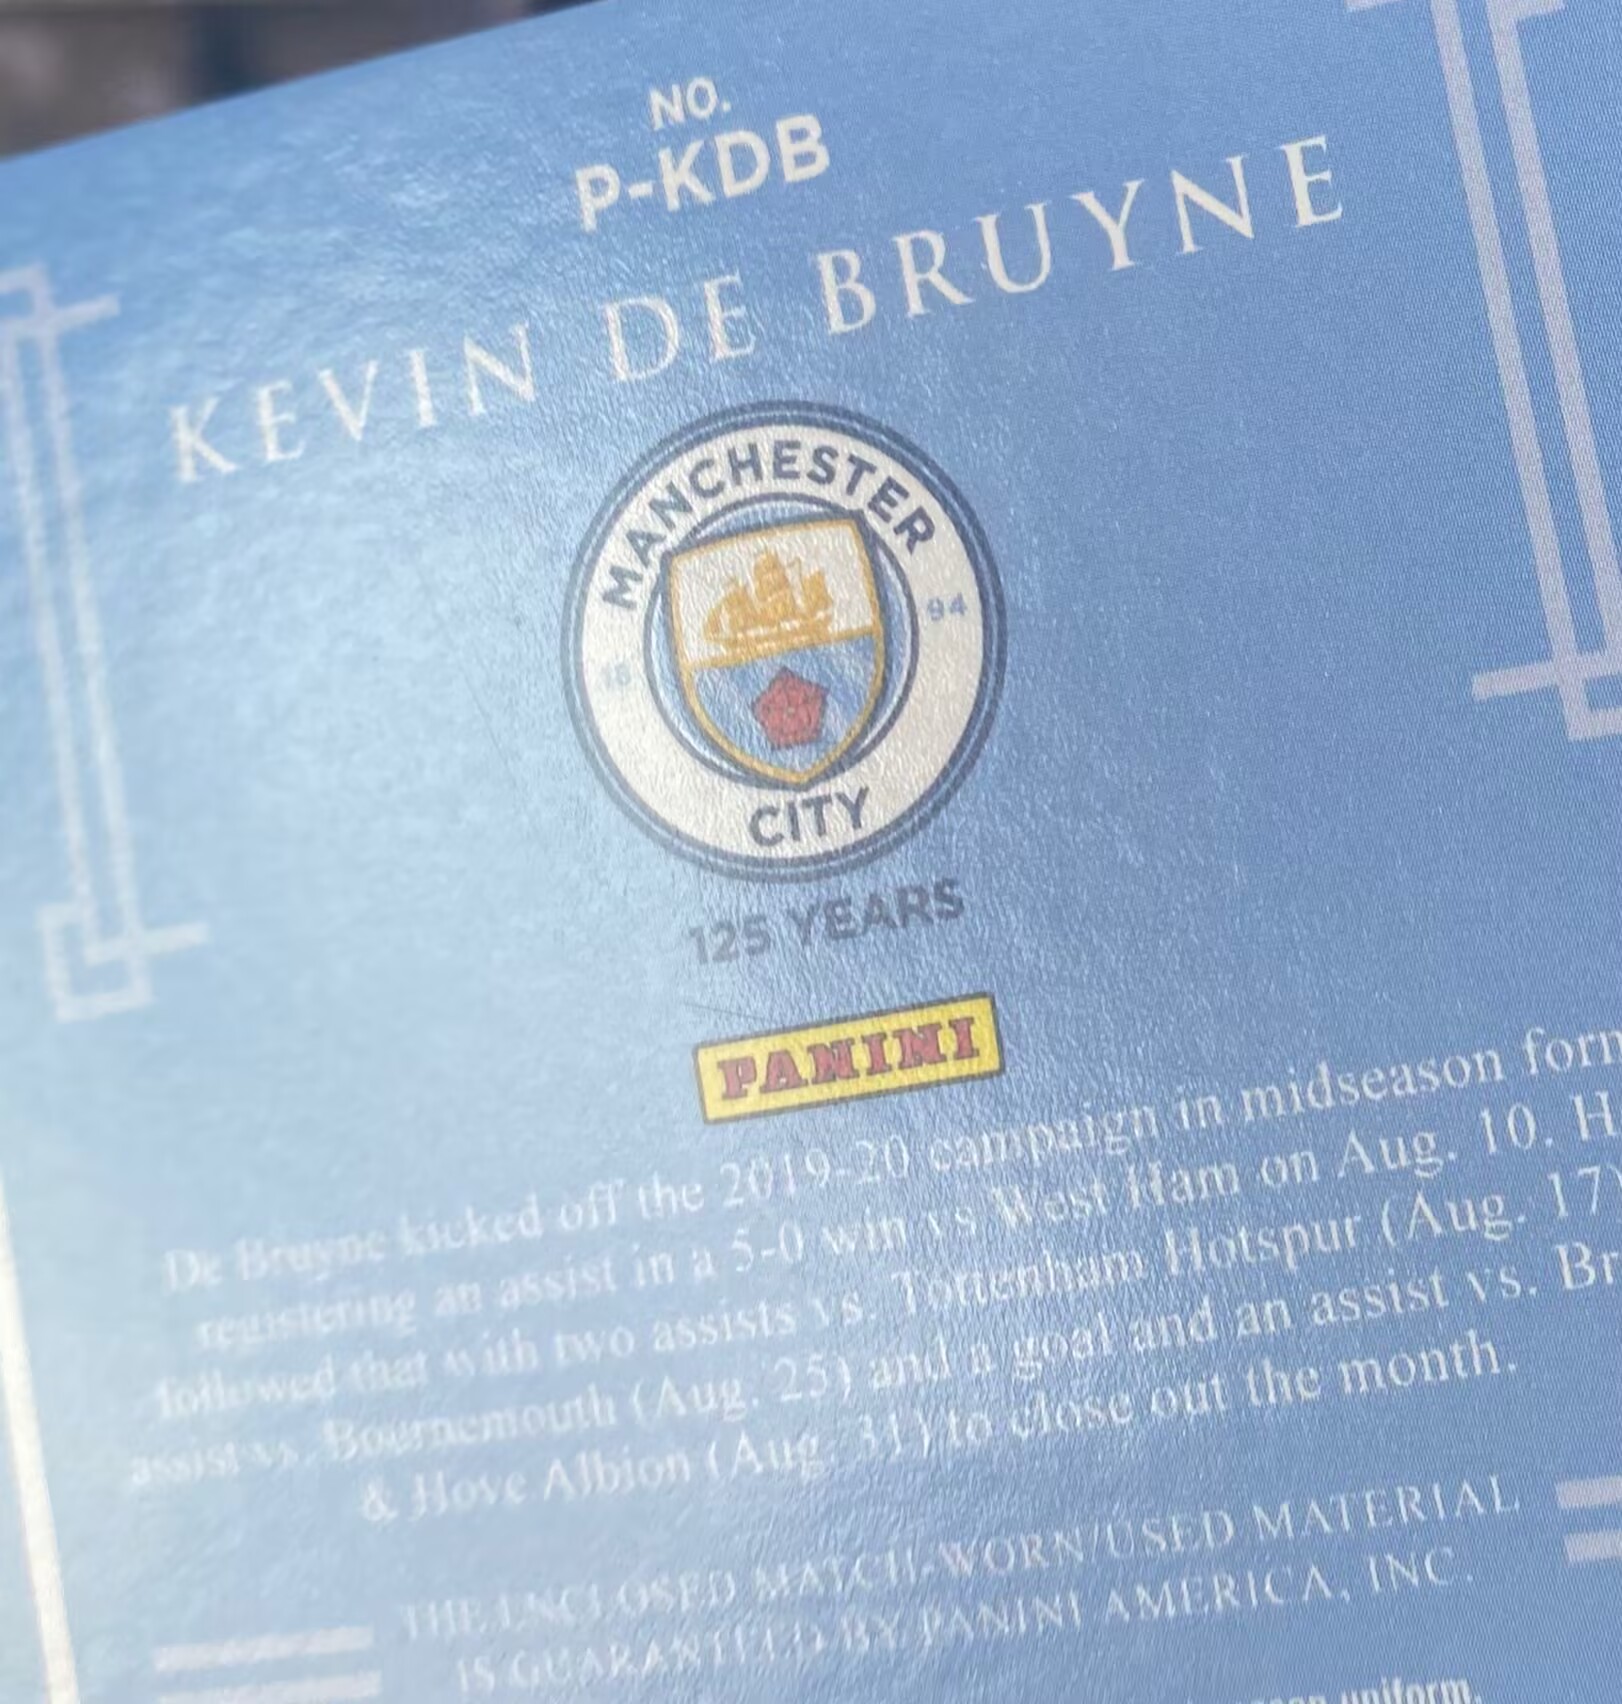 NO.
P-KDB
KEVIN DE BRUYNE
MANCHESTER
18 94
CITY
125 YEARS
PANINI
De Bruyne kicked off the 2019-20 campaign in midseason form
registering an assist in a 5-0 win vs West Ham on Aug. 10. H
followed that with two assists vs. Tottenham Hotspur (Aug. 17)
assist vs. Bournemouth (Aug. 25) and a goal and an assist vs. Br
& Hove Albion (Aug. 31) to close out the month.
THE ENCLOSED MATCH-WORN/USED MATERIAL
IS GUARANTEED BY PANINI AMERICA, INC.
uniform.